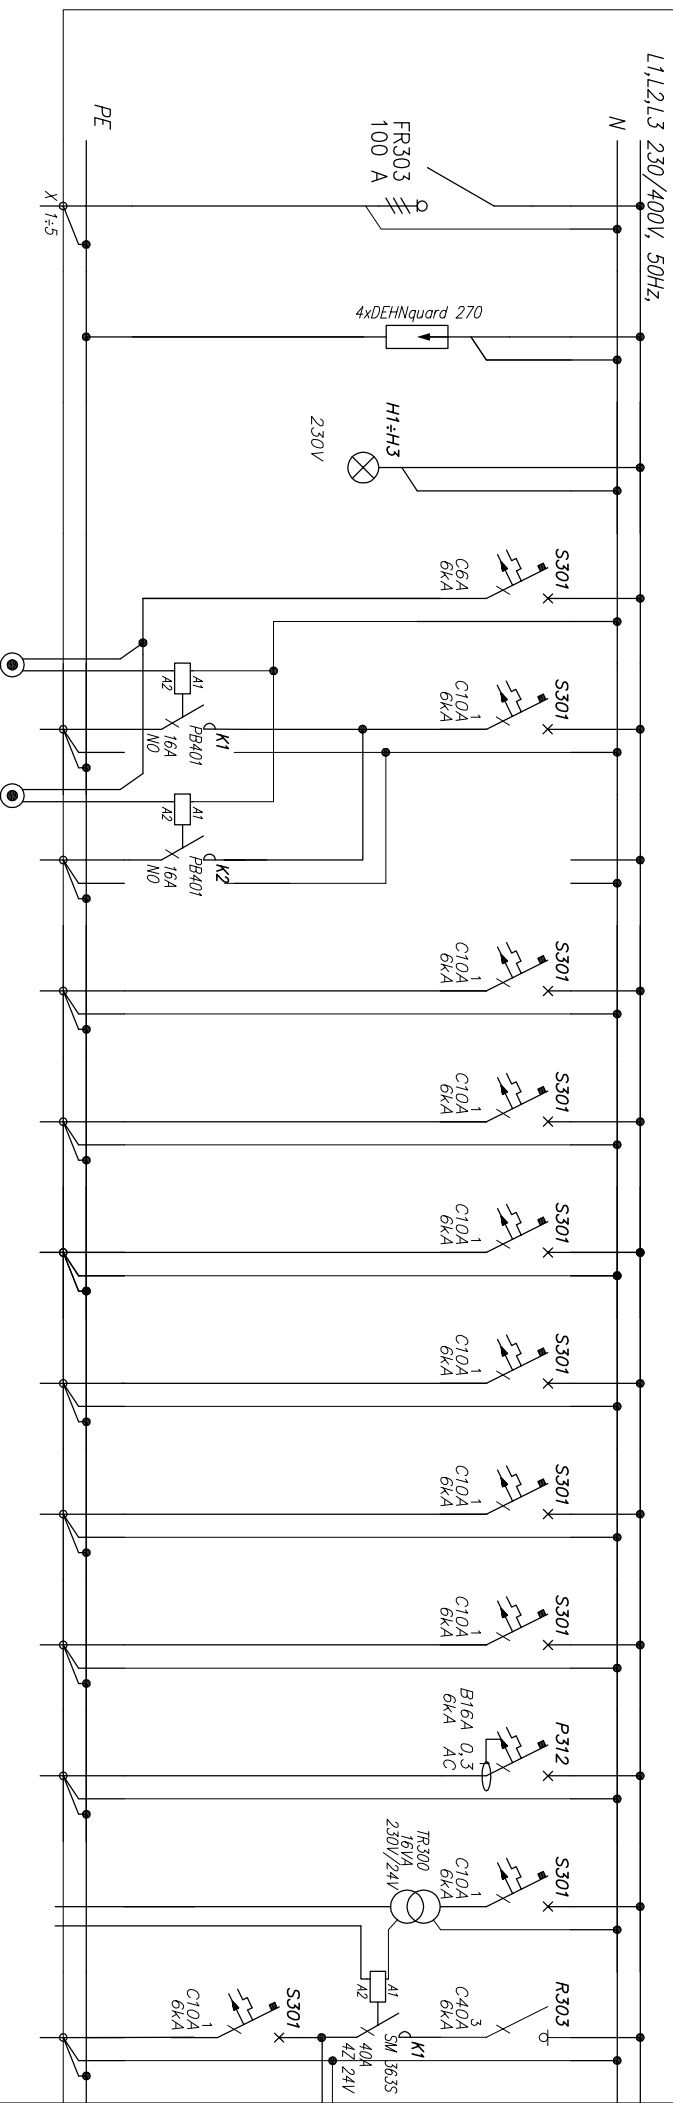 L1,L2,L3 230/400V, 50Hz,
N
PE
FR303
100 A
X 1÷5
4xDEHNquard 270
H1÷H3
230V
S301
C6A
6kA
A1
A2
S301
C10A 1
6kA
K1
PB401
16A
NO
A1
A2
K2
PB401
16A
NO
S301
C10A 1
6kA
S301
C10A 1
6kA
S301
C10A 1
6kA
S301
C10A 1
6kA
S301
C10A 1
6kA
S301
C10A 1
6kA
P312
B16A 0,3
6kA AC
S301
C10A 1
6kA
TR300
16VA
230V/24V
R303
C40A 3
6kA
A1
A2
K1
SM 363S
40A
4Z 24V
S301
C10A 1
6kA